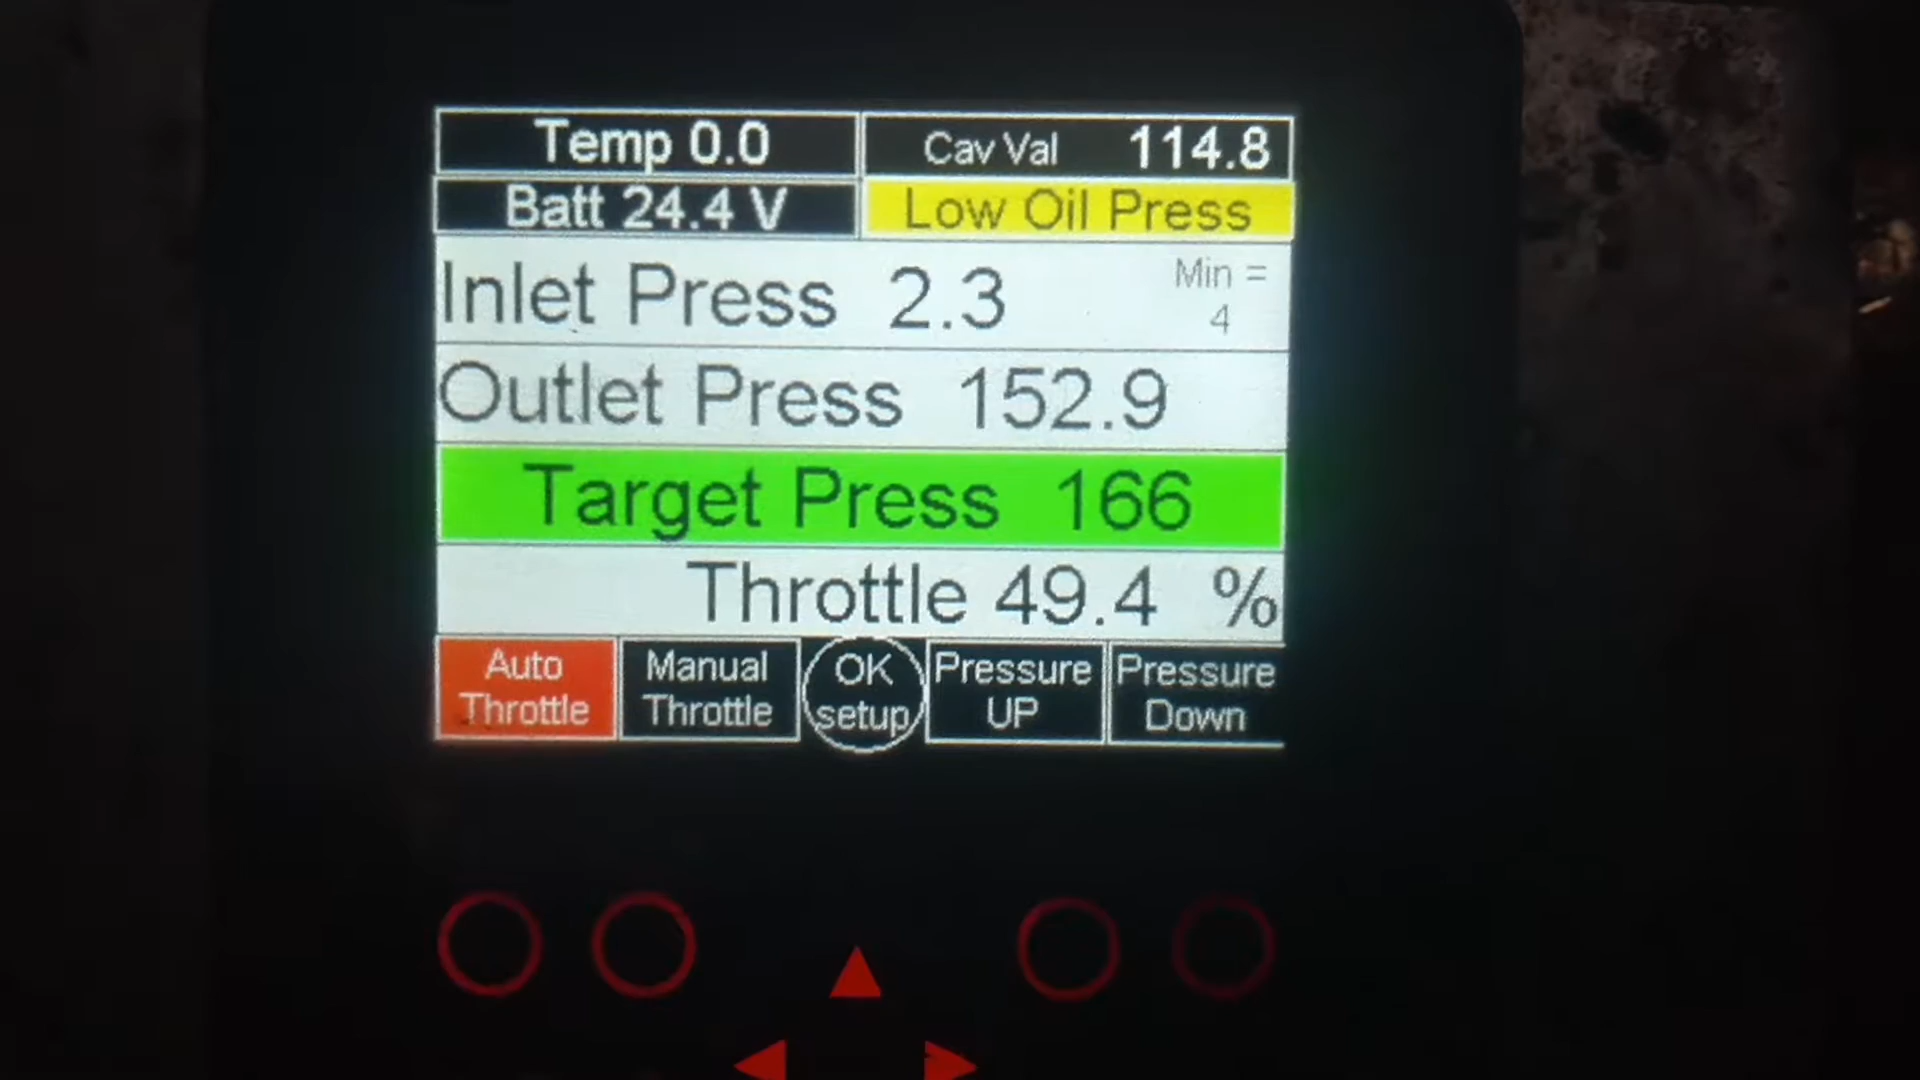 Temp 0.0
Cav Val 114.8
Batt 24.4 V
Low Oil Press
Inlet Press 2.3
Min =
4
Outlet Press 152.9
Target Press 166
Throttle 49.4 %
Auto
Throttle
Manual
Throttle
OK
setup
Pressure
UP
Pressure
Down